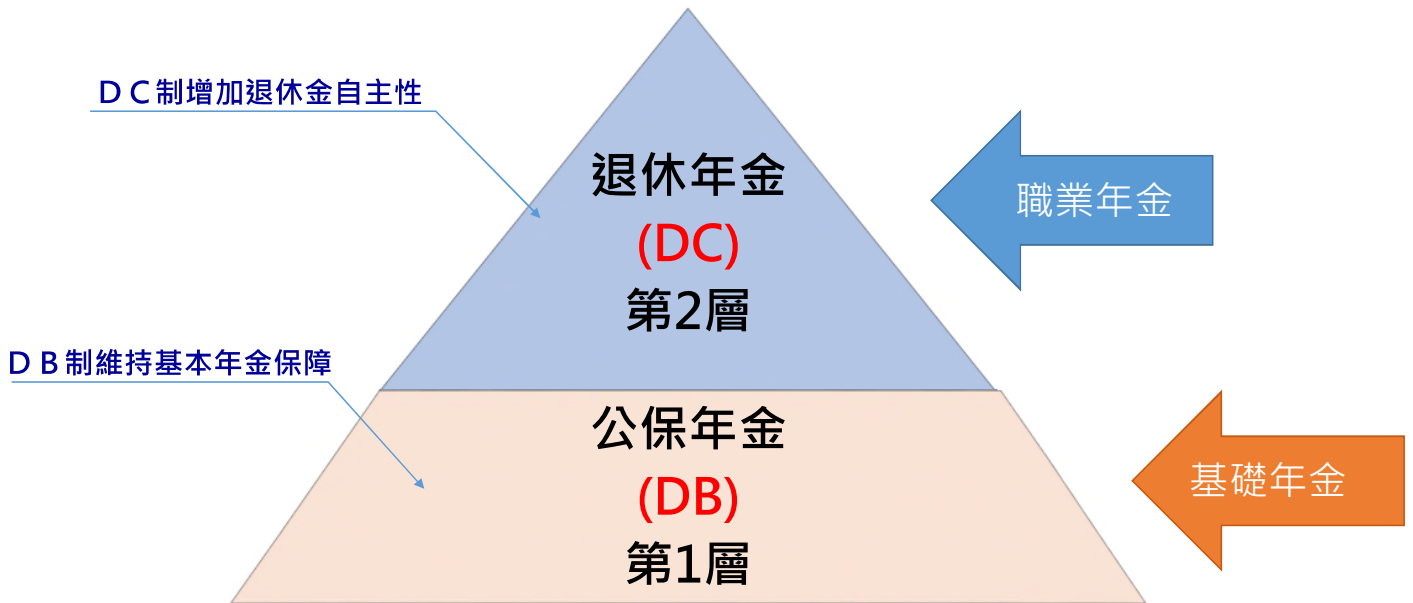 ＤＣ制增加退休金自主性
退休年金
(DC)
第2層
職業年金
ＤＢ制維持基本年金保障
公保年金
(DB)
第1層
基礎年金